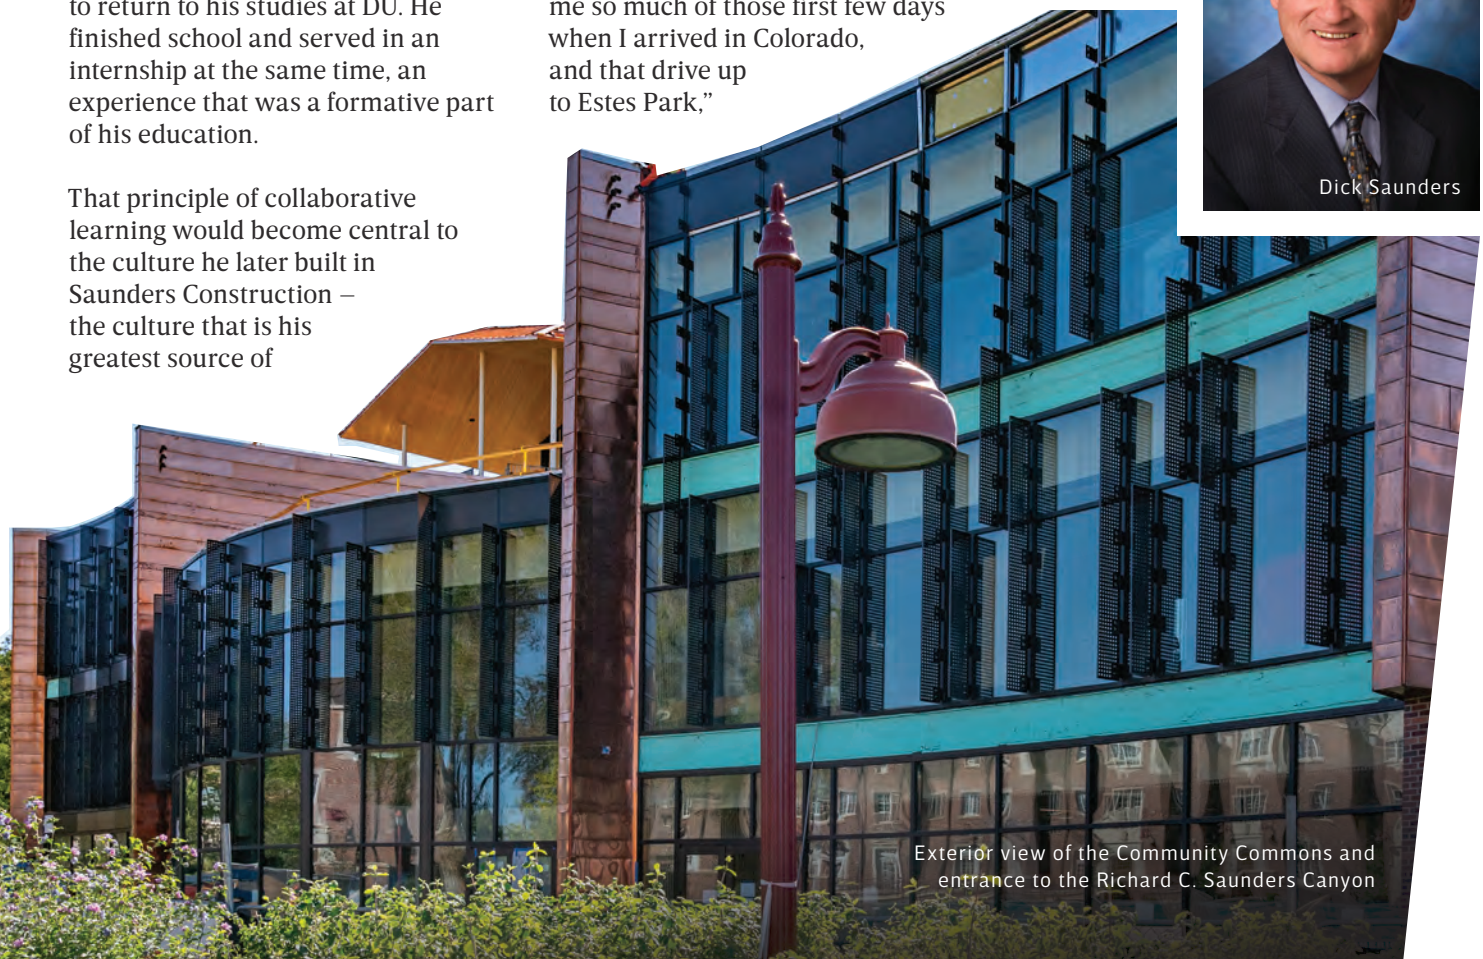 to return to his studies at DU. He
finished school and served in an
internship at the same time, an
experience that was a formative part
of his education.
That principle of collaborative
learning would become central to
the culture he later built in
Saunders Construction –
the culture that is his
greatest source of
me so much of those first few days
when I arrived in Colorado,
and that drive up
to Estes Park,”
Dick Saunders
Exterior view of the Community Commons and
entrance to the Richard C. Saunders Canyon